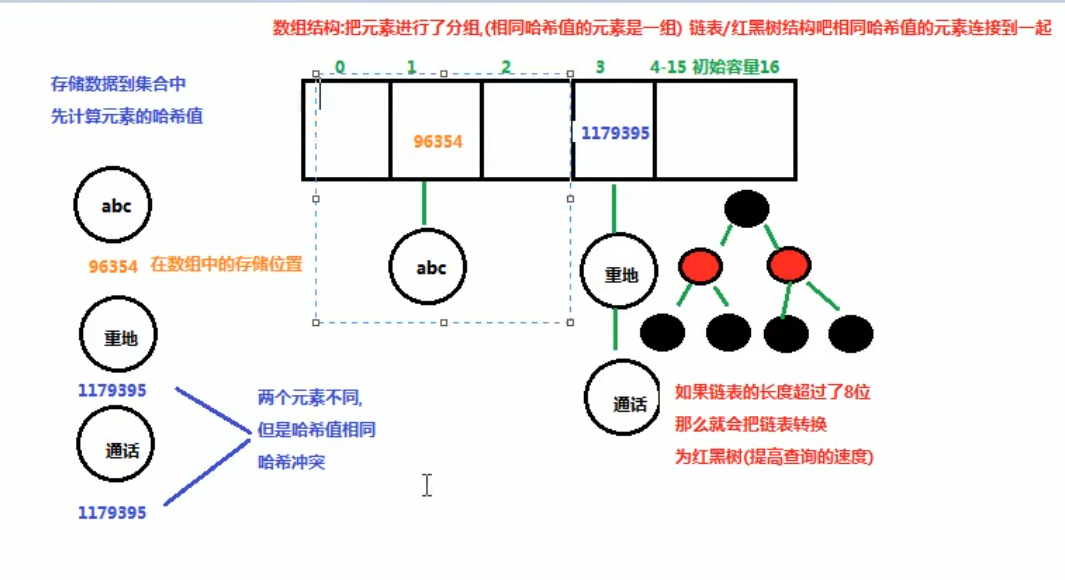 数组结构:把元素进行了分组,(相同哈希值的元素是一组) 链表/红黑树结构吧相同哈希值的元素连接到一起
0 1 2 3 4-15 初始容量16
存储数据到集合中
先计算元素的哈希值
96354
1179395
abc
96354 在数组中的存储位置
abc
重地
重地
1179395
通话
1179395
两个元素不同,
但是哈希值相同
哈希冲突
通话
如果链表的长度超过了8位
那么就会把链表转换
为红黑树(提高查询的速度)